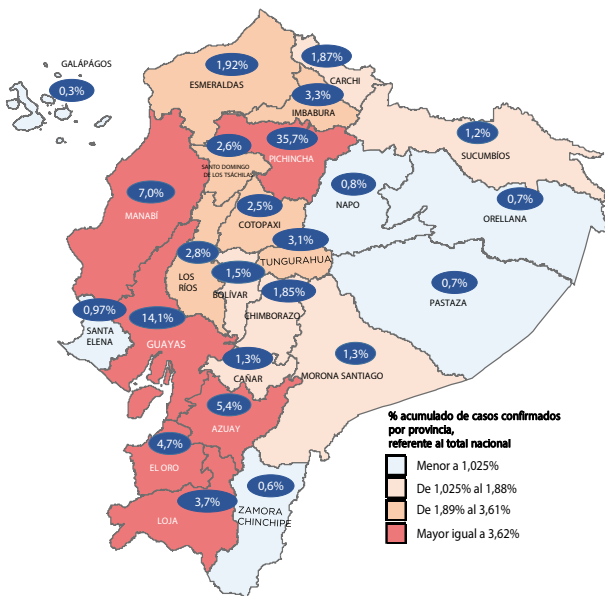 GALÁPÁGOS
0,3%
1,92%
ESMERALDAS
1,87%
CARCHI
3,3%
IMBABURA
2,6%
SANTO DOMINGO
DE LOS TSÁCHILAS
35,7%
PICHINCHA
1,2%
SUCUMBÍOS
7,0%
MANABÍ
2,5%
COTOPAXI
0,8%
NAPO
0,7%
ORELLANA
3,1%
TUNGURAHUA
2,8%
LOS
RÍOS
1,5%
BOLÍVAR
1,85%
CHIMBORAZO
0,7%
PASTAZA
0,97%
SANTA
ELENA
14,1%
GUAYAS
1,3%
CAÑAR
1,3%
MORONA SANTIAGO
5,4%
AZUAY
4,7%
EL ORO
3,7%
LOJA
0,6%
ZAMORA
CHINCHIPE
% acumulado de casos confirmados
por provincia,
referente al total nacional
Menor a 1,025%
De 1,025% al 1,88%
De 1,89% al 3,61%
Mayor igual a 3,62%